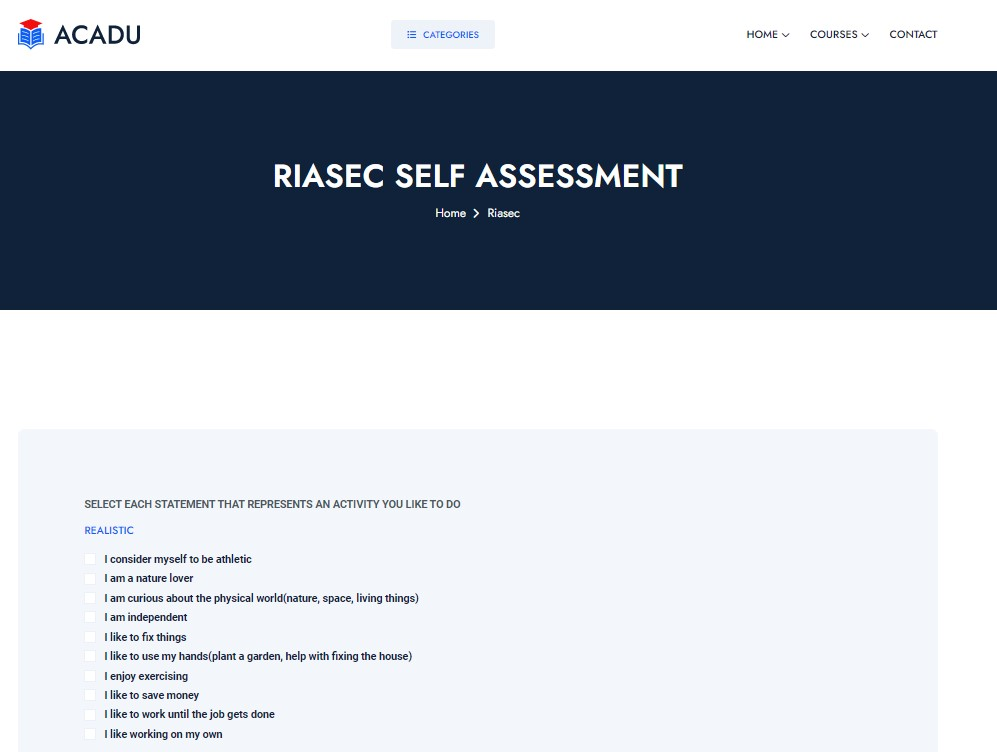 ACADU
CATEGORIES
HOME
COURSES
CONTACT
RIASEC SELF ASSESSMENT
Home
Riasec
SELECT EACH STATEMENT THAT REPRESENTS AN ACTIVITY YOU LIKE TO DO
REALISTIC
I consider myself to be athletic
I am a nature lover
I am curious about the physical world(nature, space, living things)
I am independent
I like to fix things
I like to use my hands(plant a garden, help with fixing the house)
I enjoy exercising
I like to save money
I like to work until the job gets done
I like working on my own